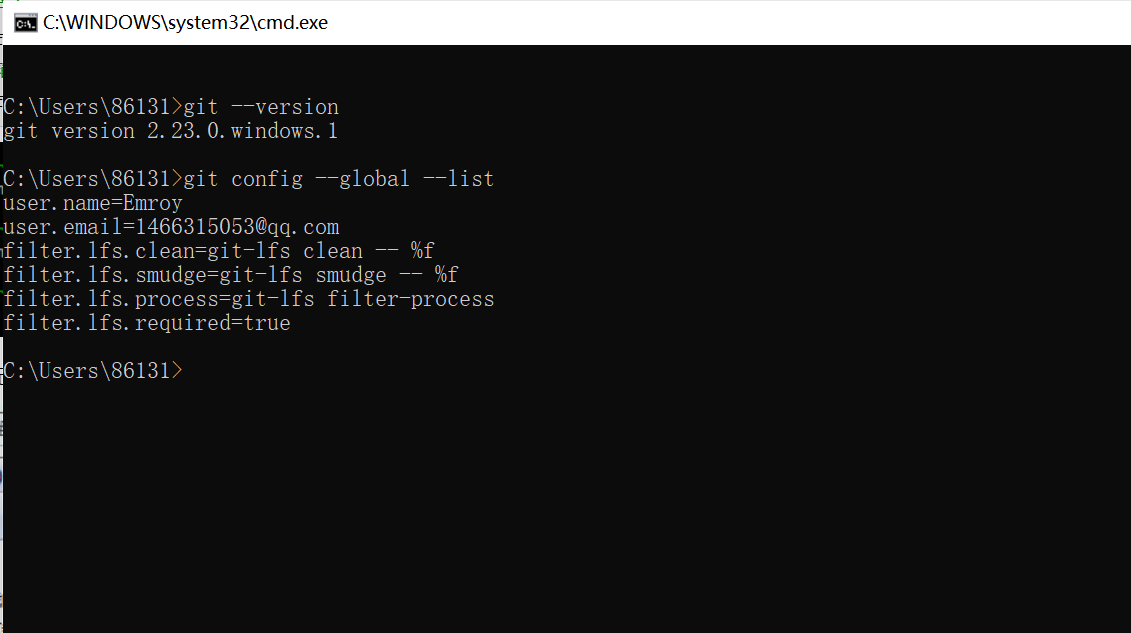 C:\WINDOWS\system32\cmd.exe
C:\Users\86131>git --version
git version 2.23.0.windows.1
C:\Users\86131>git config --global --list
user.name=Emroy
user.email=1466315053@qq.com
filter.lfs.clean=git-lfs clean -- %f
filter.lfs.smudge=git-lfs smudge -- %f
filter.lfs.process=git-lfs filter-process
filter.lfs.required=true
C:\Users\86131>